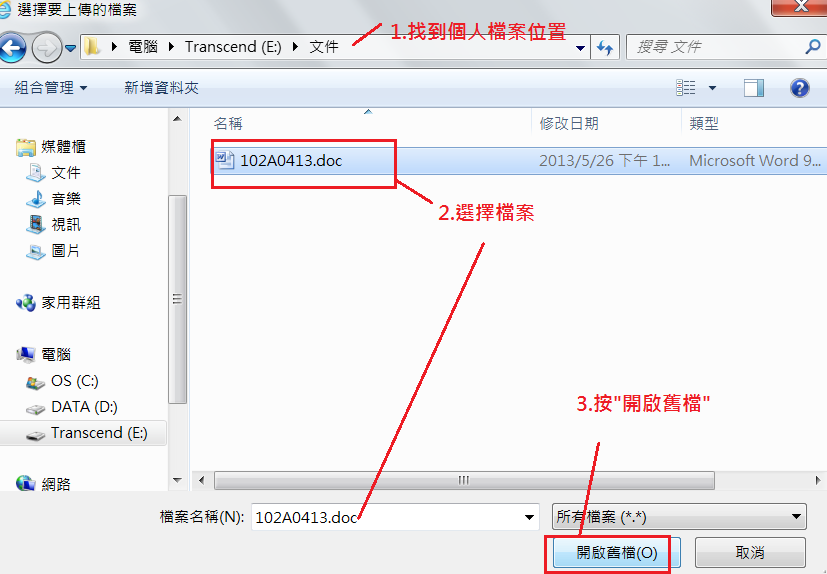 選擇要上傳的檔案
1.找到個人檔案位置
電腦 Transcend (E:) 文件
搜尋 文件
組合管理 新增資料夾
名稱 修改日期 類型
媒體櫃
文件
音樂
視訊
圖片
家用群組
電腦
OS (C:)
DATA (D:)
Transcend (E:)
網路
102A0413.doc 2013/5/26 下午 1... Microsoft Word 9...
2.選擇檔案
3.按"開啟舊檔"
檔案名稱(N): 102A0413.doc 所有檔案 (*.*)
開啟舊檔(O) 取消